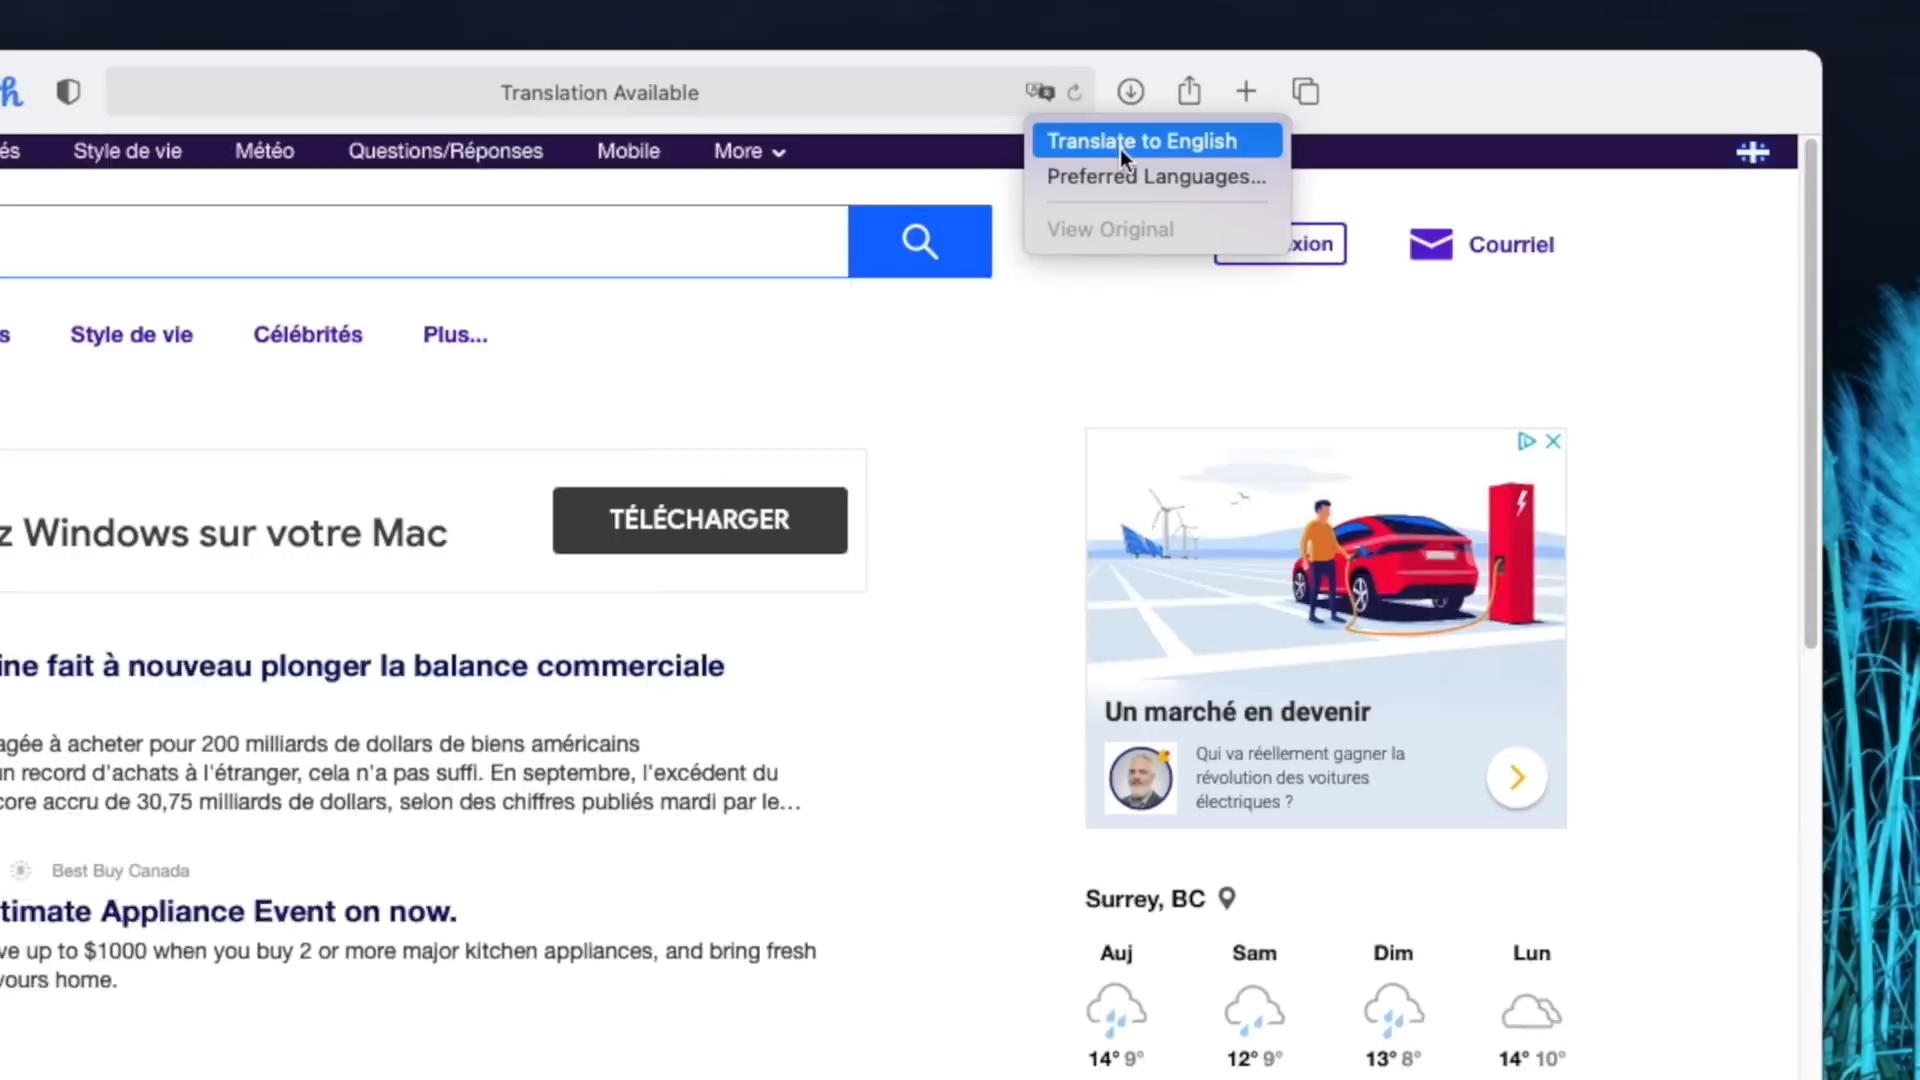 Translation Available
Translate to English
Preferred Languages...
View Original
Style de vie
Météo
Questions/Réponses
Mobile
More
xion
Courriel
Style de vie
Célébrités
Plus...
z Windows sur votre Mac
TÉLÉCHARGER
ine fait à nouveau plonger la balance commerciale
agée à acheter pour 200 milliards de dollars de biens américains
un record d'achats à l'étranger, cela n'a pas suffi. En septembre, l'excédent du
core accru de 30,75 milliards de dollars, selon des chiffres publiés mardi par le...
Best Buy Canada
timate Appliance Event on now.
ve up to $1000 when you buy 2 or more major kitchen appliances, and bring fresh
yours home.
Un marché en devenir
Qui va réellement gagner la
révolution des voitures
électriques ?
Surrey, BC
Auj Sam Dim Lun
14° 9° 12° 9° 13° 8° 14° 10°